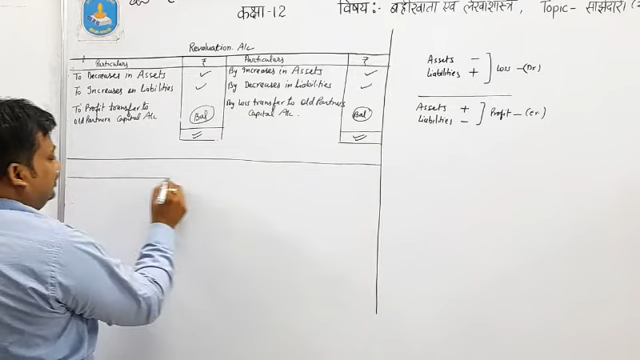 कक्षा-12
विषय:- बहीखाता एवं लेखाशास्त्र, Topic- साझेदारी
Revaluation A/c
Particulars ₹ Particulars ₹
To Decreases in Assets ✓ By Increases in Assets ✓
To Increases in Labilities ✓ By Decreases in Liabilities ✓
To Profit transfer to By Loss transfer to Old Partners
Old Partners Capital A/c Bal Capital A/c. Bal
Assets -
Liabilities + Loss -(Dr)
Assets +
Liabilities - Profit -(Cr)